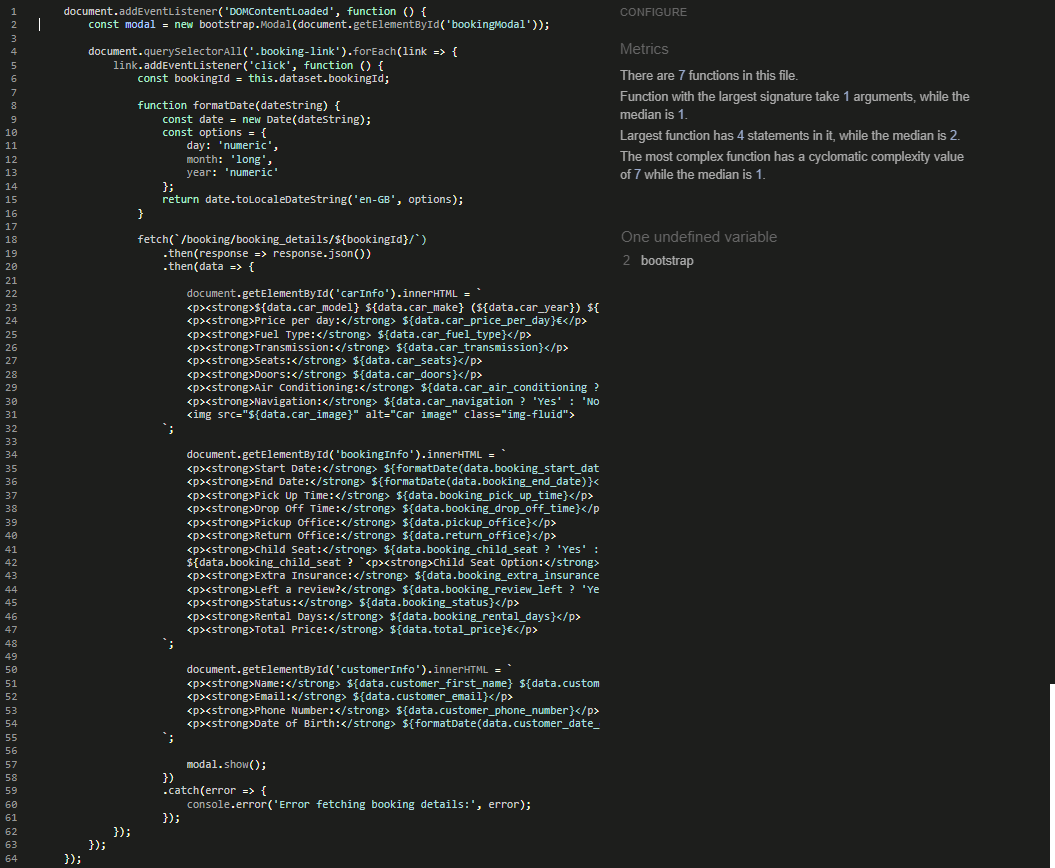 1 document.addEventListener('DOMContentLoaded', function () {
2 const modal = new bootstrap.Modal(document.getElementById('bookingModal'));
3
4 document.querySelectorAll('.booking-link').forEach(link => {
5 link.addEventListener('click', function () {
6 const bookingId = this.dataset.bookingId;
7
8 function formatDate(dateString) {
9 const date = new Date(dateString);
10 const options = {
11 day: 'numeric',
12 month: 'long',
13 year: 'numeric'
14 };
15 return date.toLocaleDateString('en-GB', options);
16 }
17
18 fetch(`/booking/booking_details/${bookingId}/`)
19 .then(response => response.json())
20 .then(data => {
21
22 document.getElementById('carInfo').innerHTML = `
23 <p><strong>${data.car_model} ${data.car_make} (${data.car_year}) ${
24 <p><strong>Price per day:</strong> ${data.car_price_per_day}€</p>
25 <p><strong>Fuel Type:</strong> ${data.car_fuel_type}</p>
26 <p><strong>Transmission:</strong> ${data.car_transmission}</p>
27 <p><strong>Seats:</strong> ${data.car_seats}</p>
28 <p><strong>Doors:</strong> ${data.car_doors}</p>
29 <p><strong>Air Conditioning:</strong> ${data.car_air_conditioning ?
30 <p><strong>Navigation:</strong> ${data.car_navigation ? 'Yes' : 'No
31 <img src="${data.car_image}" alt="Car image" class="img-fluid">
32 `;
33
34 document.getElementById('bookingInfo').innerHTML = `
35 <p><strong>Start Date:</strong> ${formatDate(data.booking_start_dat
36 <p><strong>End Date:</strong> ${formatDate(data.booking_end_date)}<
37 <p><strong>Pick Up Time:</strong> ${data.booking_pick_up_time}</p>
38 <p><strong>Drop Off Time:</strong> ${data.booking_drop_off_time}</p
39 <p><strong>Pickup Office:</strong> ${data.pickup_office}</p>
40 <p><strong>Return Office:</strong> ${data.return_office}</p>
41 <p><strong>Child Seat:</strong> ${data.booking_child_seat ? 'Yes' :
42 ${data.booking_child_seat ? `<p><strong>Child Seat Option:</strong>
43 <p><strong>Extra Insurance:</strong> ${data.booking_extra_insurance
44 <p><strong>Left a review?</strong> ${data.booking_review_left ? 'Ye
45 <p><strong>Status:</strong> ${data.booking_status}</p>
46 <p><strong>Rental Days:</strong> ${data.booking_rental_days}</p>
47 <p><strong>Total Price:</strong> ${data.total_price}€</p>
48 `;
49
50 document.getElementById('customerInfo').innerHTML = `
51 <p><strong>Name:</strong> ${data.customer_first_name} ${data.custom
52 <p><strong>Email:</strong> ${data.customer_email}</p>
53 <p><strong>Phone Number:</strong> ${data.customer_phone_number}</p>
54 <p><strong>Date of Birth:</strong> ${formatDate(data.customer_date_
55 `;
56
57 modal.show();
58 })
59 .catch(error => {
60 console.error('Error fetching booking details:', error);
61 });
62 });
63 });
64 });
CONFIGURE
Metrics
There are 7 functions in this file.
Function with the largest signature take 1 arguments, while the
median is 1.
Largest function has 4 statements in it, while the median is 2.
The most complex function has a cyclomatic complexity value
of 7 while the median is 1.
One undefined variable
2 bootstrap